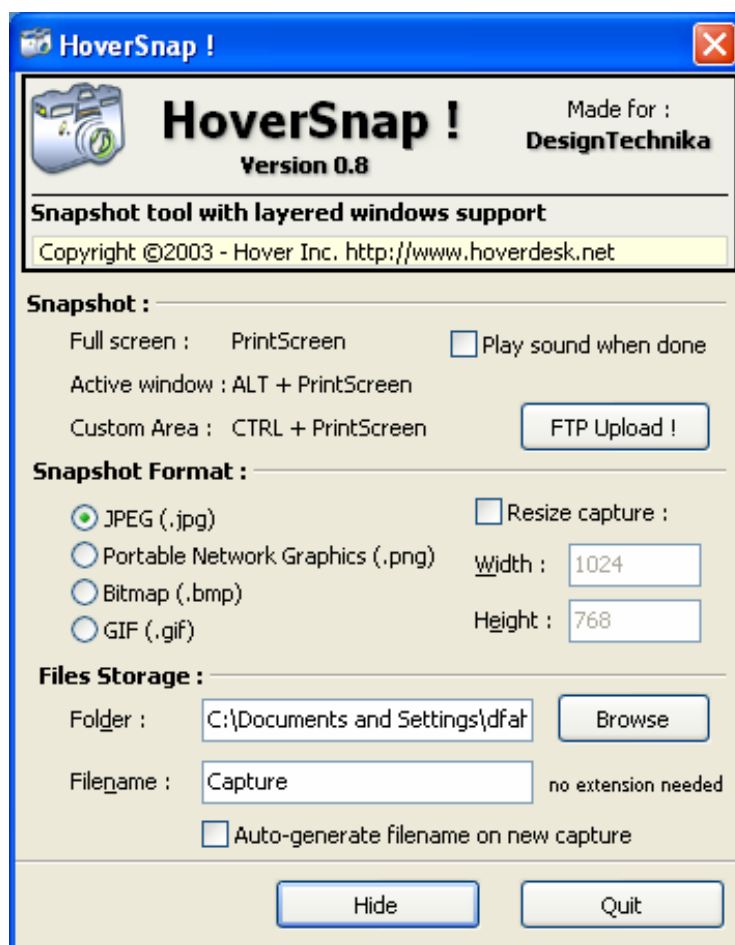 HoverSnap !
HoverSnap !
Version 0.8
Made for :
DesignTechnika
Snapshot tool with layered windows support
Copyright ©2003 - Hover Inc. http://www.hoverdesk.net
Snapshot :
Full screen : PrintScreen
Play sound when done
Active window : ALT + PrintScreen
Custom Area : CTRL + PrintScreen
FTP Upload !
Snapshot Format :
JPEG (.jpg)
Resize capture :
Portable Network Graphics (.png)
Width : 1024
Bitmap (.bmp)
Height : 768
GIF (.gif)
Files Storage :
Folder : C:\Documents and Settings\dfah
Browse
Filename : Capture
no extension needed
Auto-generate filename on new capture
Hide
Quit